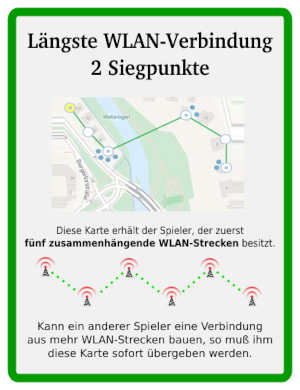 Längste WLAN-Verbindung
2 Siegpunkte
Wallanlagen
Diese Karte erhält der Spieler, der zuerst
fünf zusammenhängende WLAN-Strecken besitzt.
Kann ein anderer Spieler eine Verbindung
aus mehr WLAN-Strecken bauen, so muß ihm
diese Karte sofort übergeben werden.